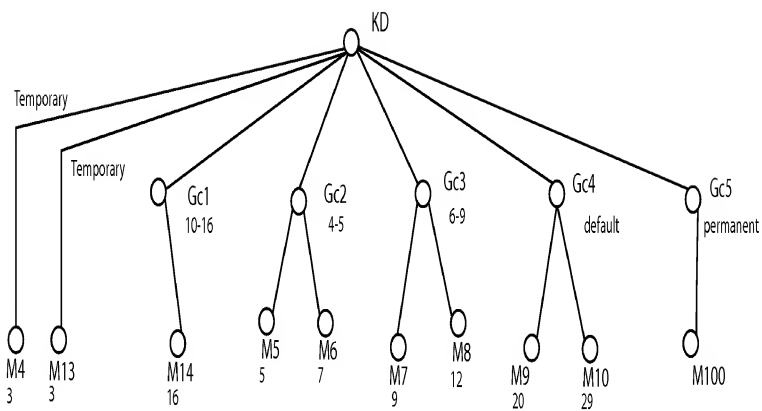 KD
Temporary
Temporary
Gc1
10-16
Gc2
4-5
Gc3
6-9
Gc4
default
Gc5
permanent
M4
3
M13
3
M14
16
M5
5
M6
7
M7
9
M8
12
M9
20
M10
29
M100